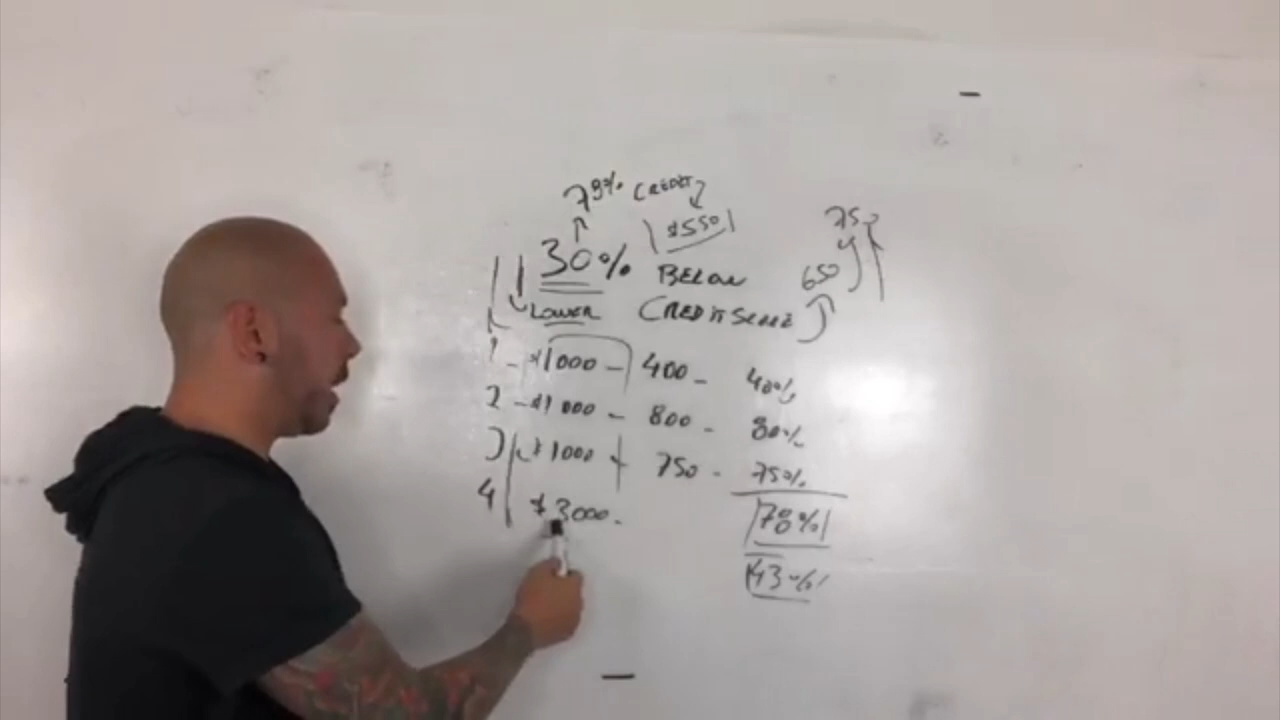 79% CREDIT
$550
750
30% BELOW 650
LOWER CREDIT SCORE
1 - $1000 - 400 - 40%
2 - $1000 - 800 - 80%
3 $1000 750 - 75%
4 $3000 - 78%
43%